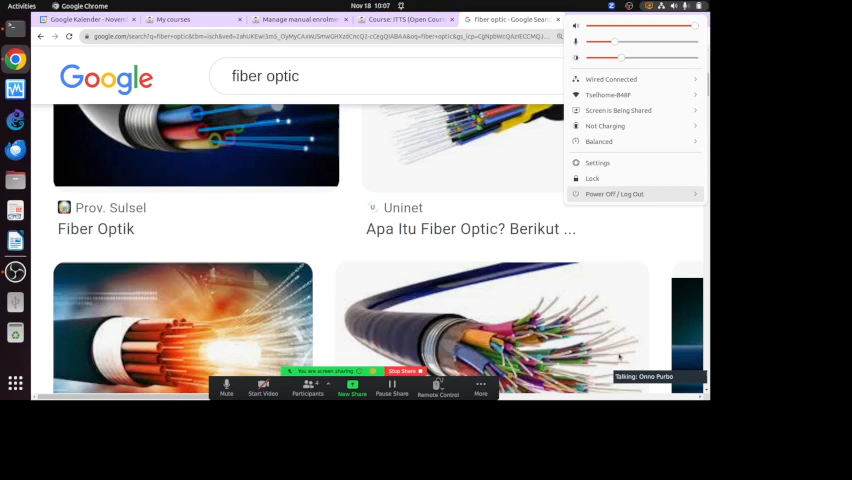 Activities
Google Chrome
Nov 18 10:07
Google Kalender - Novem
My courses
Manage manual enrolme
Course: ITTS (Open Cours
fiber optic - Google Sear
fiber optic
Google
Prov. Sulsel
Fiber Optik
Uninet
Apa Itu Fiber Optic? Berikut ...
Wired Connected
Tselhome-B48F
Screen is Being Shared
Not Charging
Balanced
Settings
Lock
Power Off / Log Out
You are screen sharing
Stop Share
Talking: Onno Purbo
Mute
Start Video
4
Participants
New Share
Pause Share
Remote Control
More